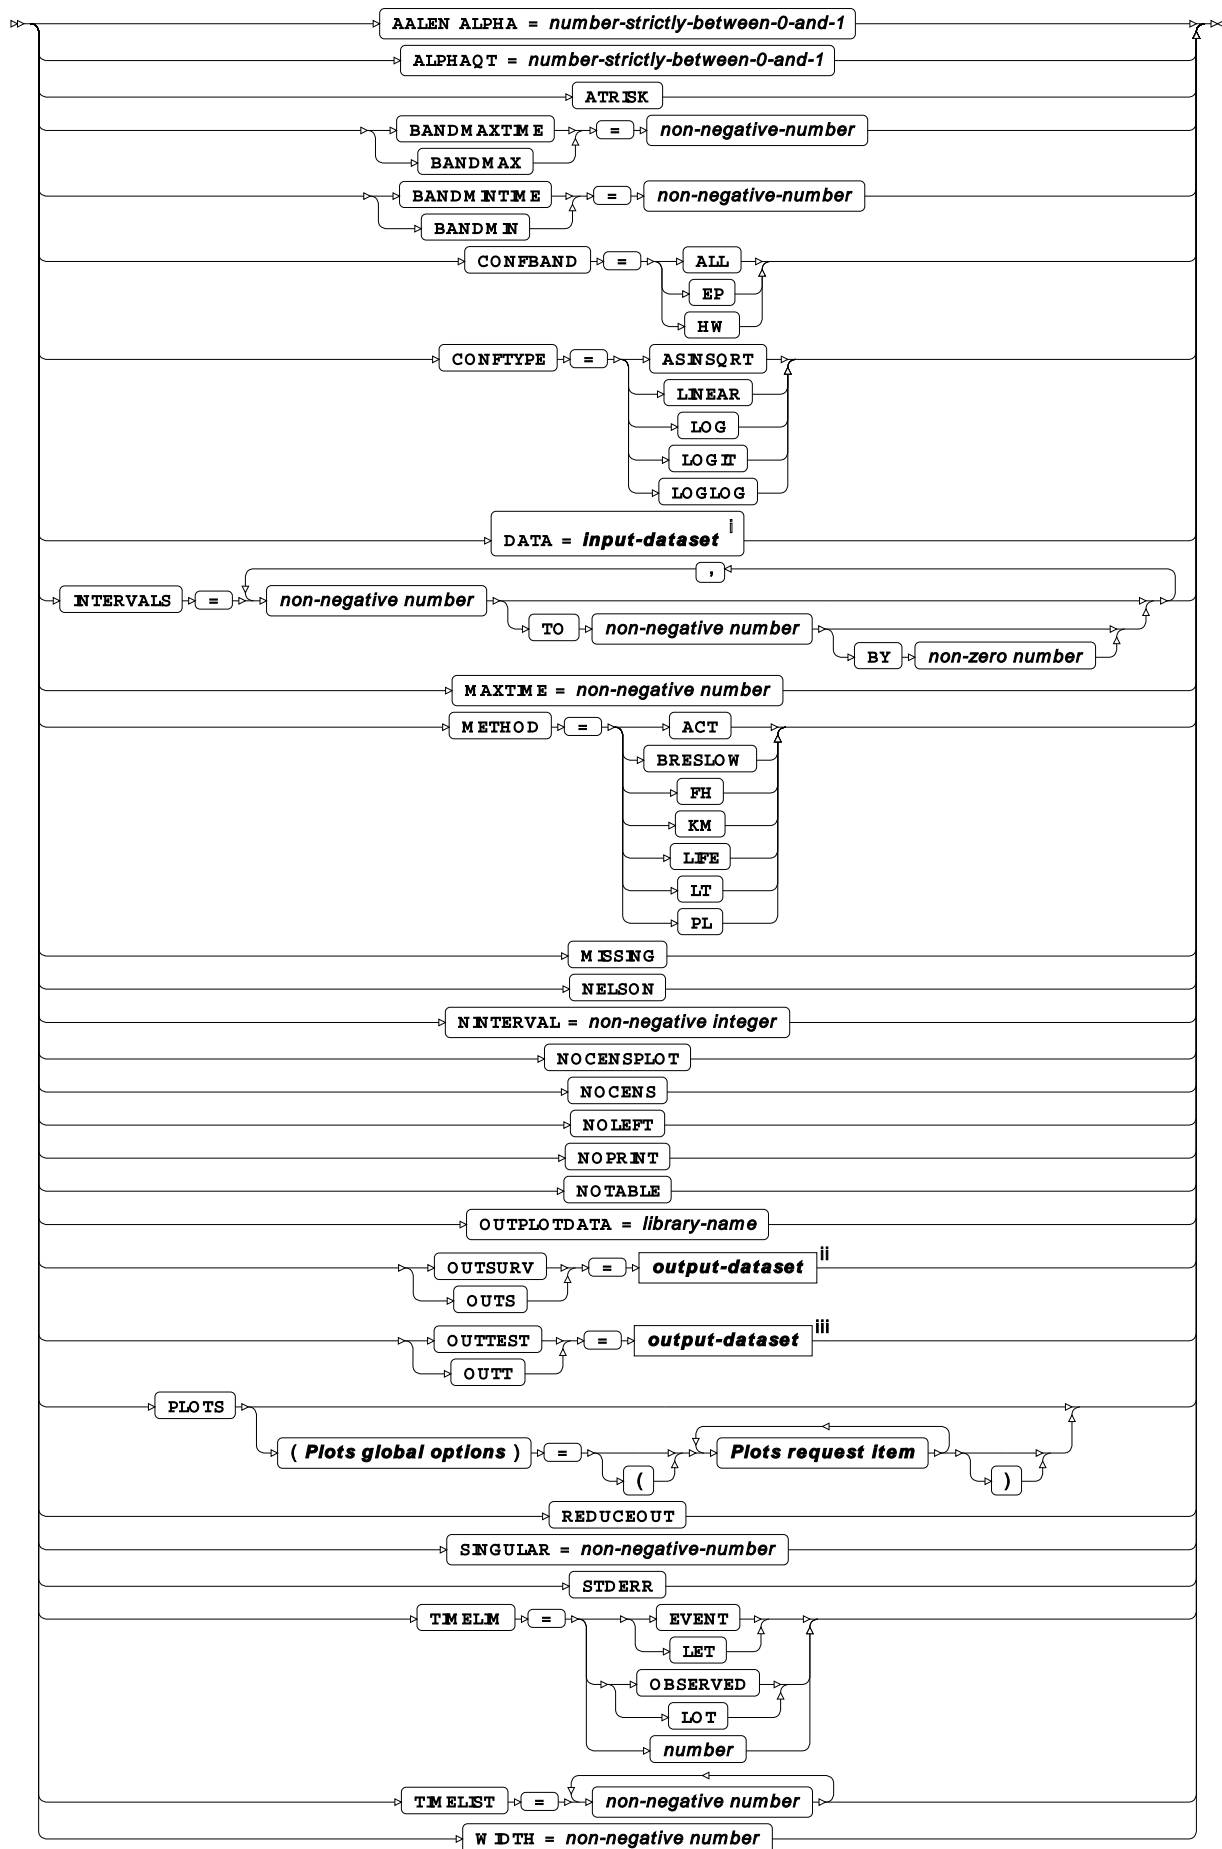 AALEN ALPHA = number-strictly-between-0-and-1
ALPHAQT = number-strictly-between-0-and-1
ATRISK
BANDMAXTIME = non-negative-number
BANDMAX
BANDMINTIME = non-negative-number
BANDMIN
CONFBAND = ALL
EP
HW
CONFTYPE = ASINSQRT
LINEAR
LOG
LOGIT
LOGLOG
DATA = input-dataset i
,
INTERVALS = non-negative number
TO non-negative number
BY non-zero number
MAXTIME = non-negative number
METHOD = ACT
BRESLOW
FH
KM
LIFE
LT
PL
MISSING
NELSON
NINTERVAL = non-negative integer
NOCENSPLOT
NOCENS
NOLEFT
NOPRINT
NOTABLE
OUTPLOTDATA = library-name
OUTSURV = output-dataset ii
OUTS
OUTTEST = output-dataset iii
OUTT
PLOTS
( Plots global options ) = Plots request item
( )
REDUCEOUT
SINGULAR = non-negative-number
STDERR
TIMELIM = EVENT
LET
OBSERVED
LOT
number
TIMELIST = non-negative number
WIDTH = non-negative number